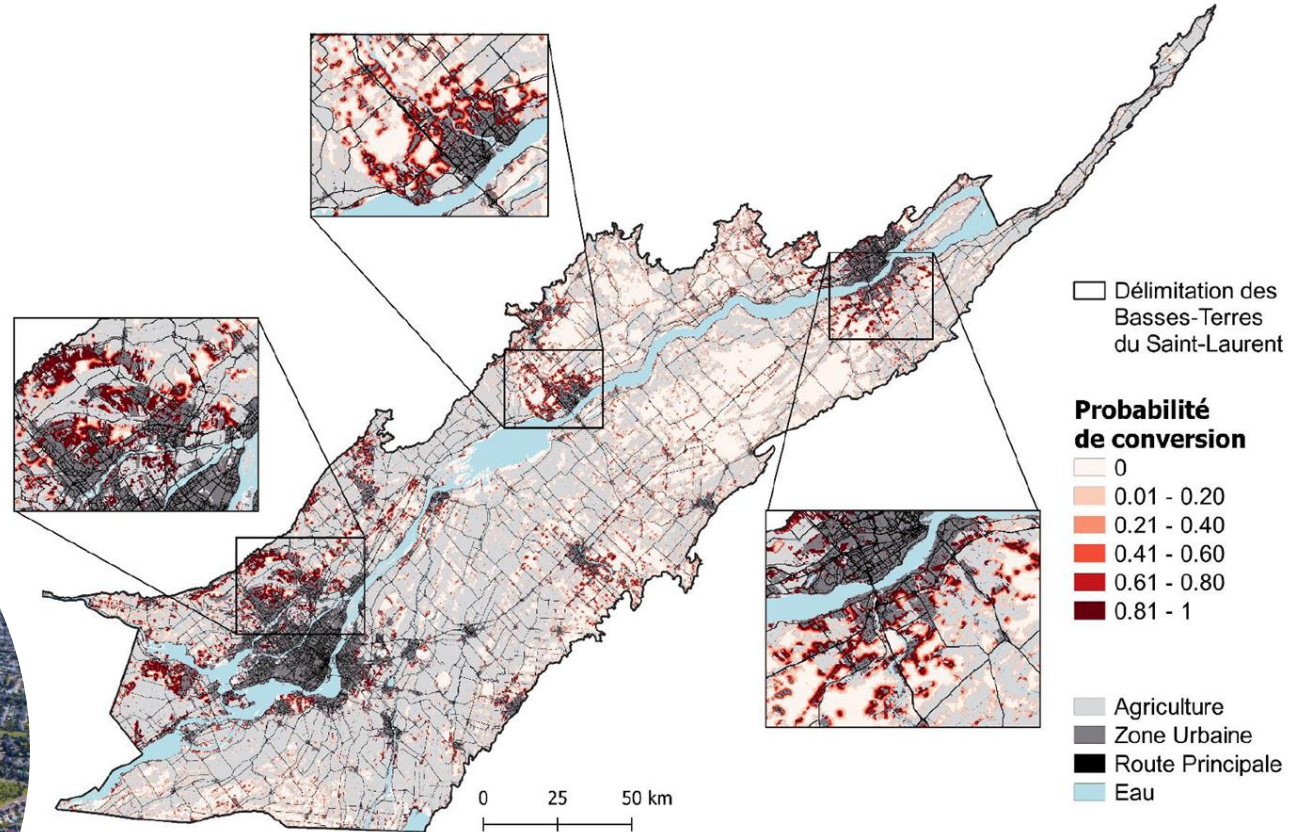 Délimitation des
Basses-Terres
du Saint-Laurent
Probabilité
de conversion
0
0.01 - 0.20
0.21 - 0.40
0.41 - 0.60
0.61 - 0.80
0.81 - 1
Agriculture
Zone Urbaine
Route Principale
Eau
0 25 50 km